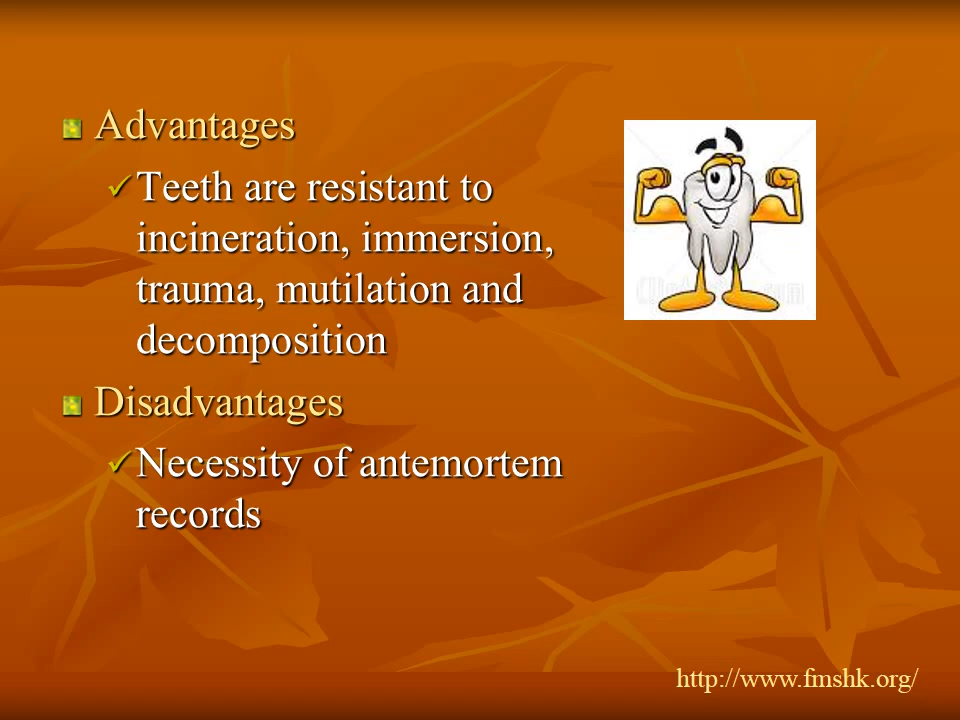 Advantages
Teeth are resistant to
incineration, immersion,
trauma, mutilation and
decomposition
Disadvantages
Necessity of antemortem
records
http://www.fmshk.org/